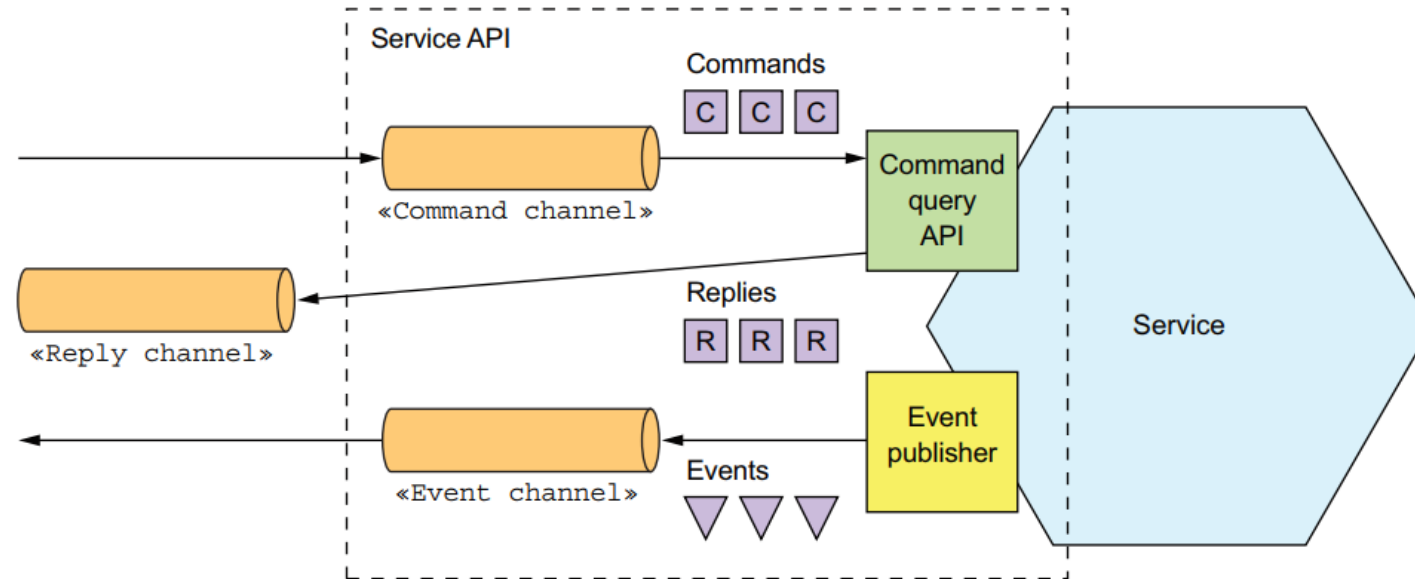 Service API
Commands
C C C
Command
query
API
«Command channel»
Replies
R R R
«Reply channel»
Service
Event
publisher
Events
«Event channel»